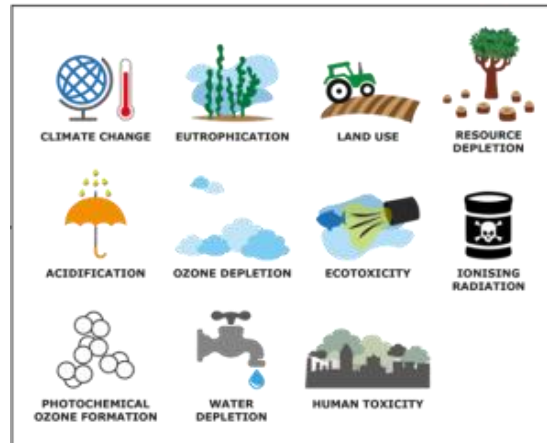 CLIMATE CHANGE
EUTROPHICATION
LAND USE
RESOURCE
DEPLETION
ACIDIFICATION
OZONE DEPLETION
ECOTOXICITY
IONISING
RADIATION
PHOTOCHEMICAL
OZONE FORMATION
WATER
DEPLETION
HUMAN TOXICITY